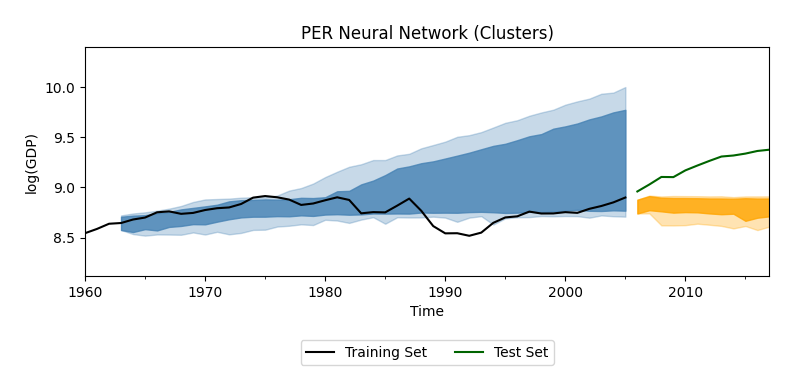 PER Neural Network (Clusters)
log(GDP)
10.0
9.5
9.0
8.5
1960 1970 1980 1990 2000 2010
Time
Training Set Test Set